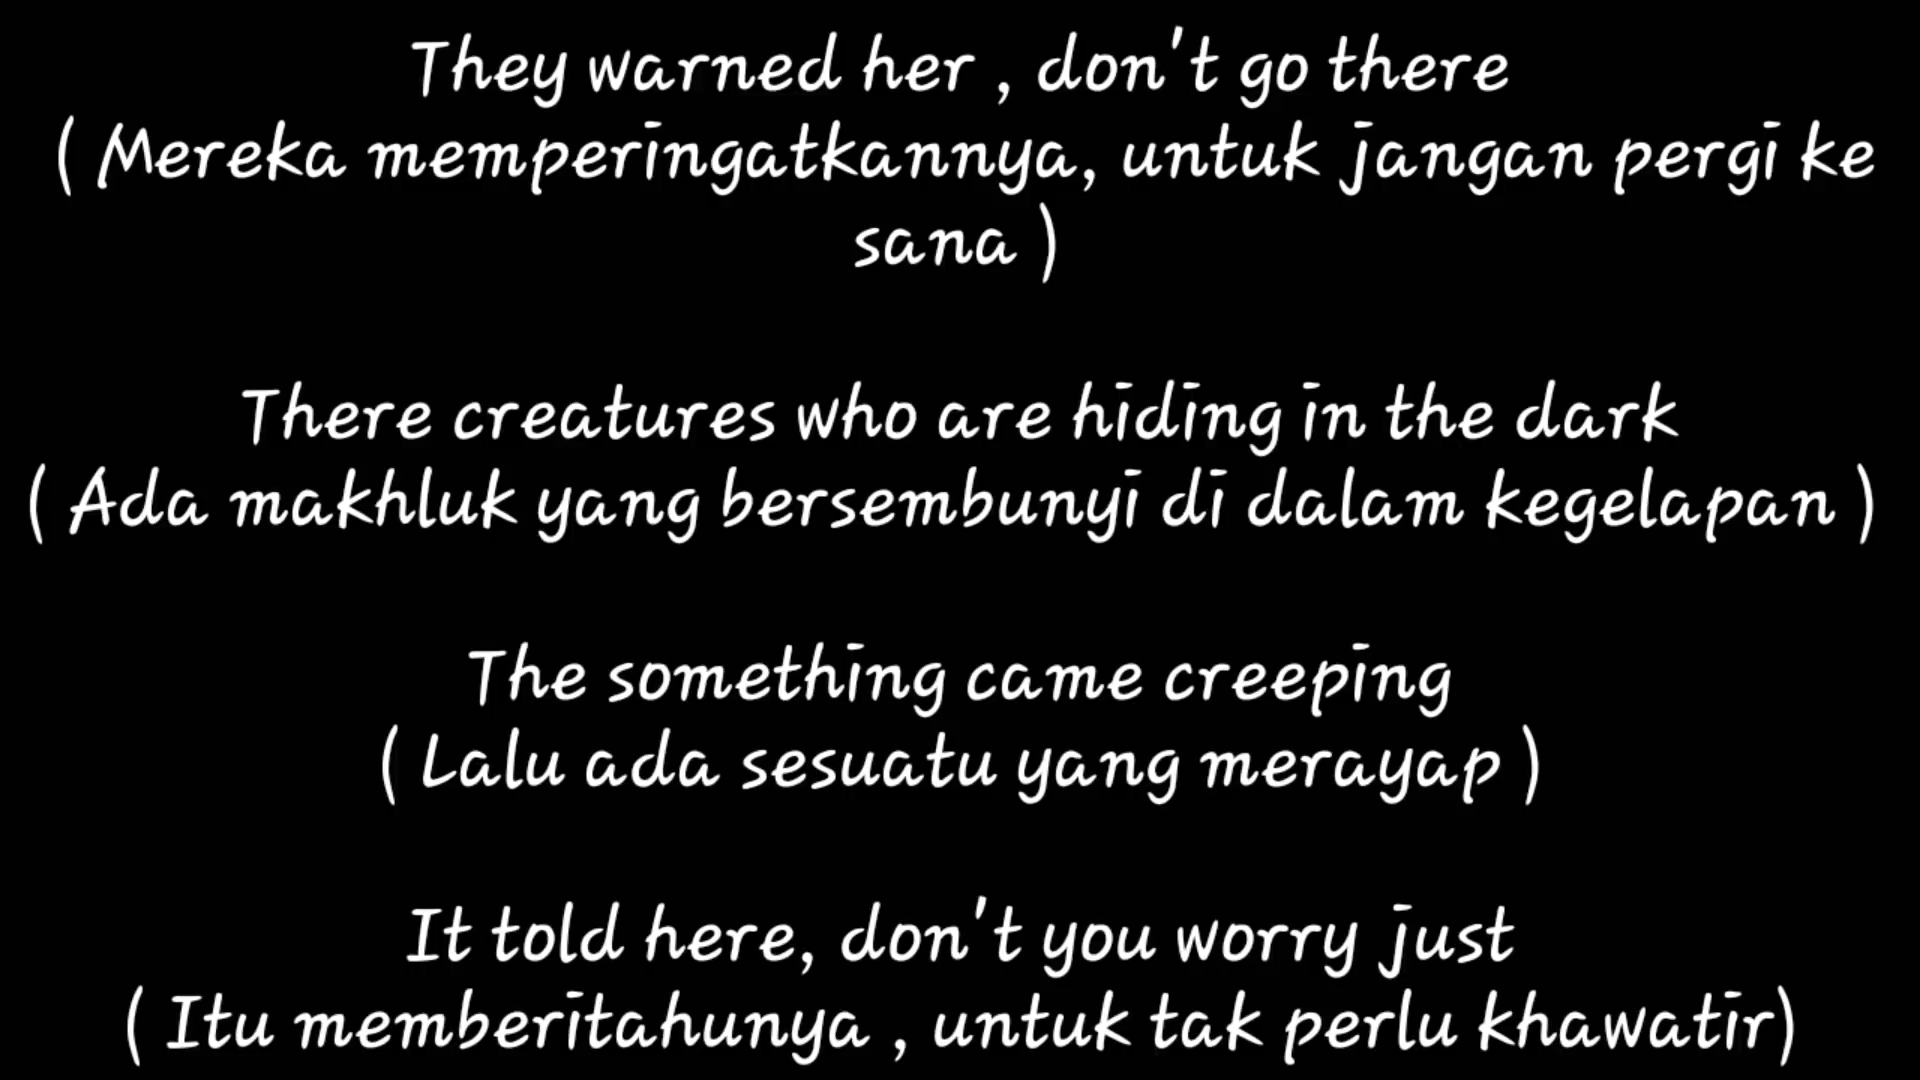 They warned her , don't go there
( Mereka memperingatkannya, untuk jangan pergi ke
sana )
There creatures who are hiding in the dark
( Ada makhluk yang bersembunyi di dalam kegelapan )
The something came creeping
( Lalu ada sesuatu yang merayap )
It told here, don't you worry just
( Itu memberitahunya , untuk tak perlu khawatir)